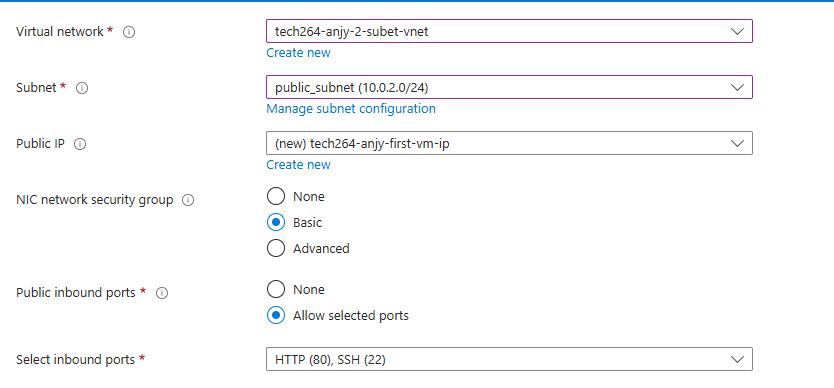 Virtual network *
tech264-anjy-2-subet-vnet
Create new
Subnet *
public_subnet (10.0.2.0/24)
Manage subnet configuration
Public IP
(new) tech264-anjy-first-vm-ip
Create new
NIC network security group
None
Basic
Advanced
Public inbound ports *
None
Allow selected ports
Select inbound ports *
HTTP (80), SSH (22)